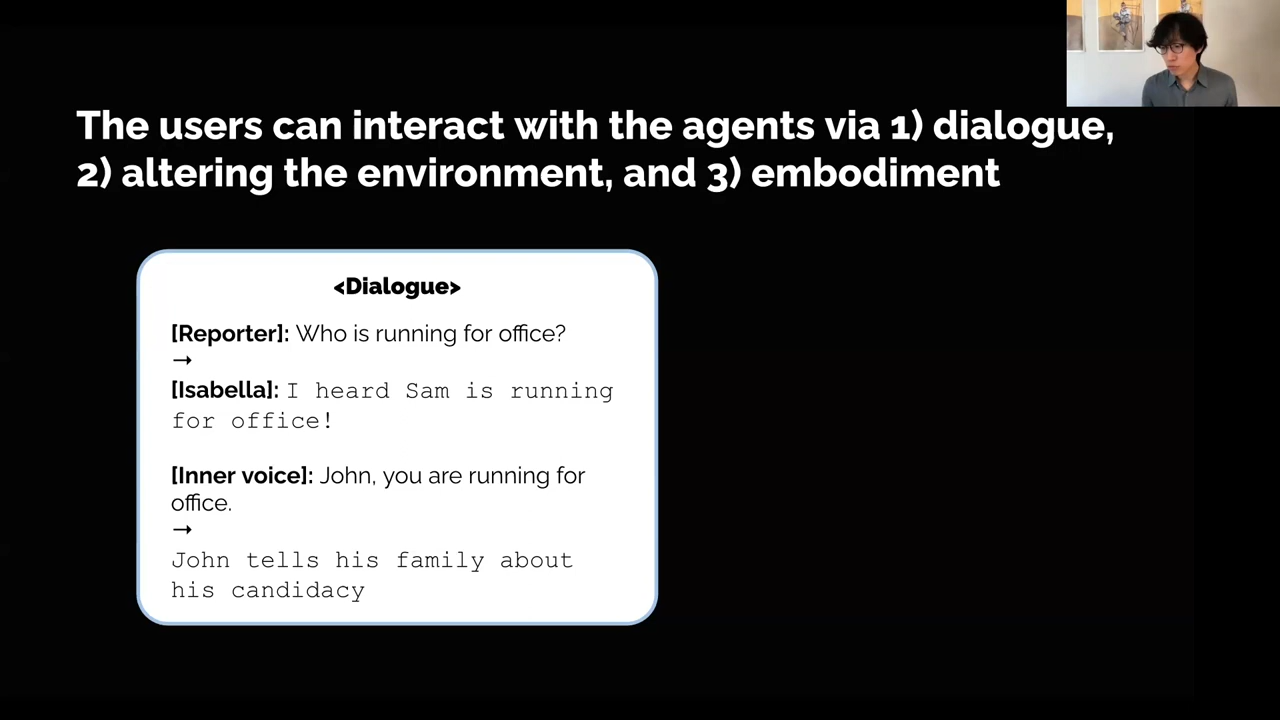 The users can interact with the agents via 1) dialogue,
2) altering the environment, and 3) embodiment
<Dialogue>
[Reporter]: Who is running for office?
→
[Isabella]: I heard Sam is running
for office!
[Inner voice]: John, you are running for
office.
→
John tells his family about
his candidacy